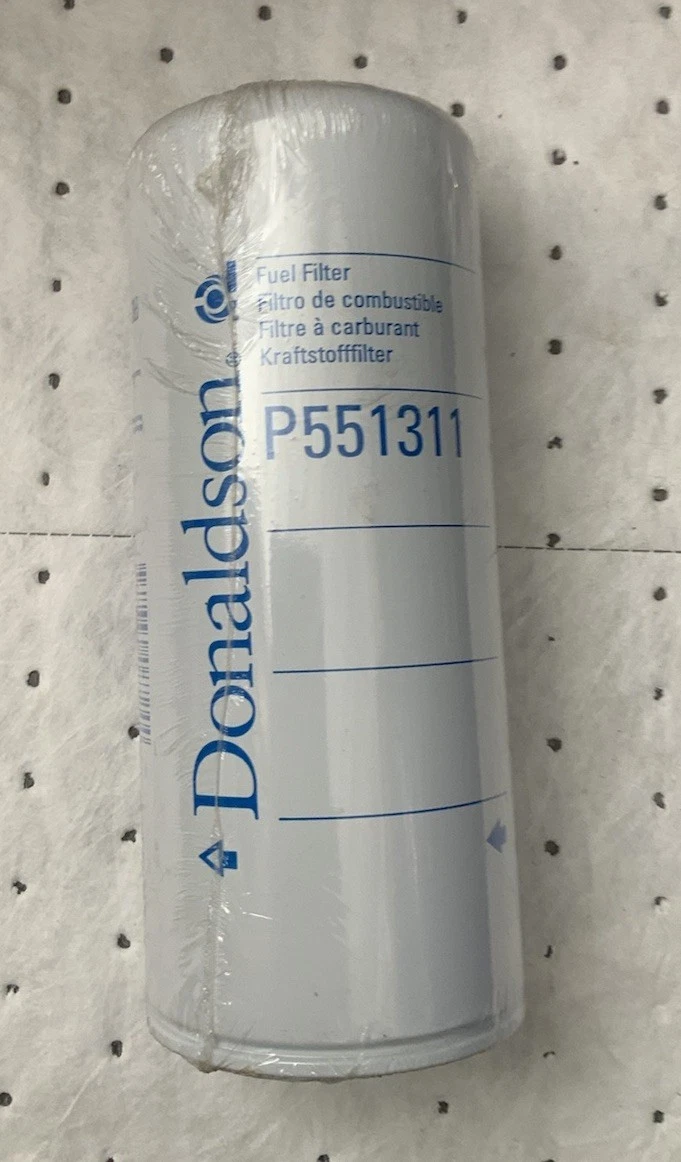 Fuel Filter
Filtro de combustible
Filtre à carburant
Kraftstofffilter
P551311
Donaldson®